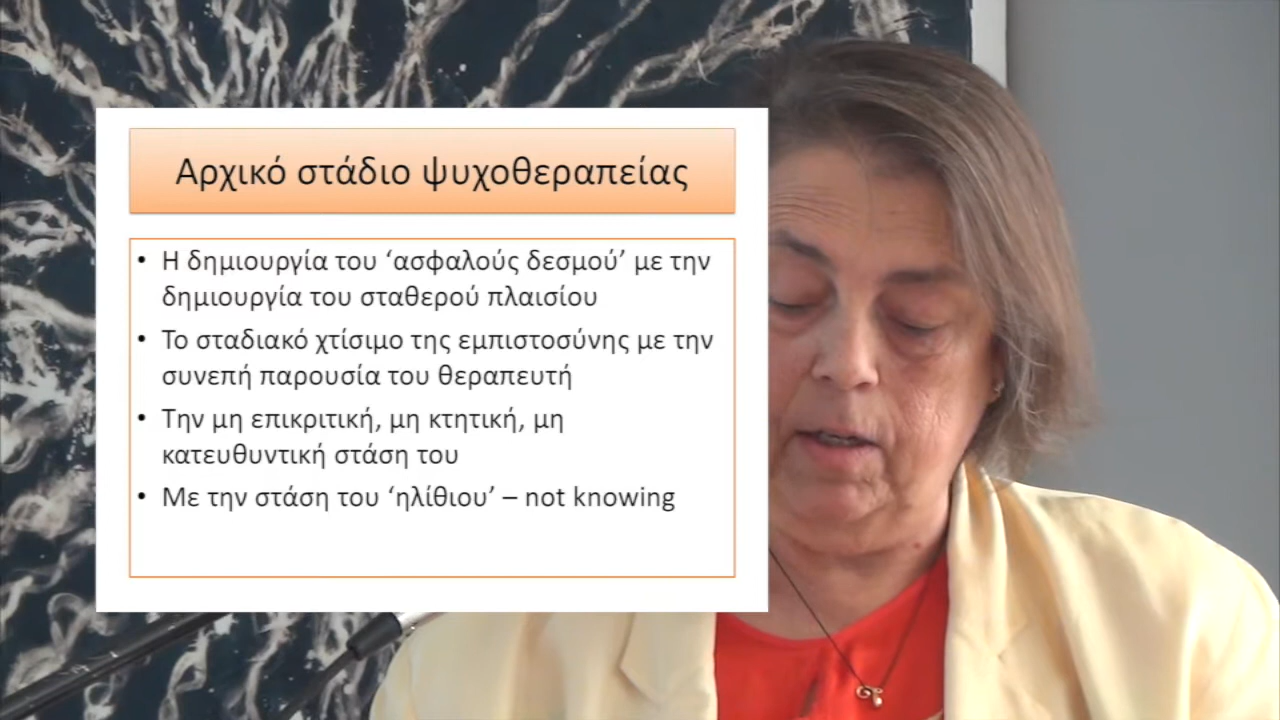 Αρχικό στάδιο ψυχοθεραπείας
• Η δημιουργία του ‘ασφαλούς δεσμού’ με την
δημιουργία του σταθερού πλαισίου
• Το σταδιακό χτίσιμο της εμπιστοσύνης με την
συνεπή παρουσία του θεραπευτή
• Την μη επικριτική, μη κτητική, μη
κατευθυντική στάση του
• Με την στάση του ‘ηλίθιου’ – not knowing